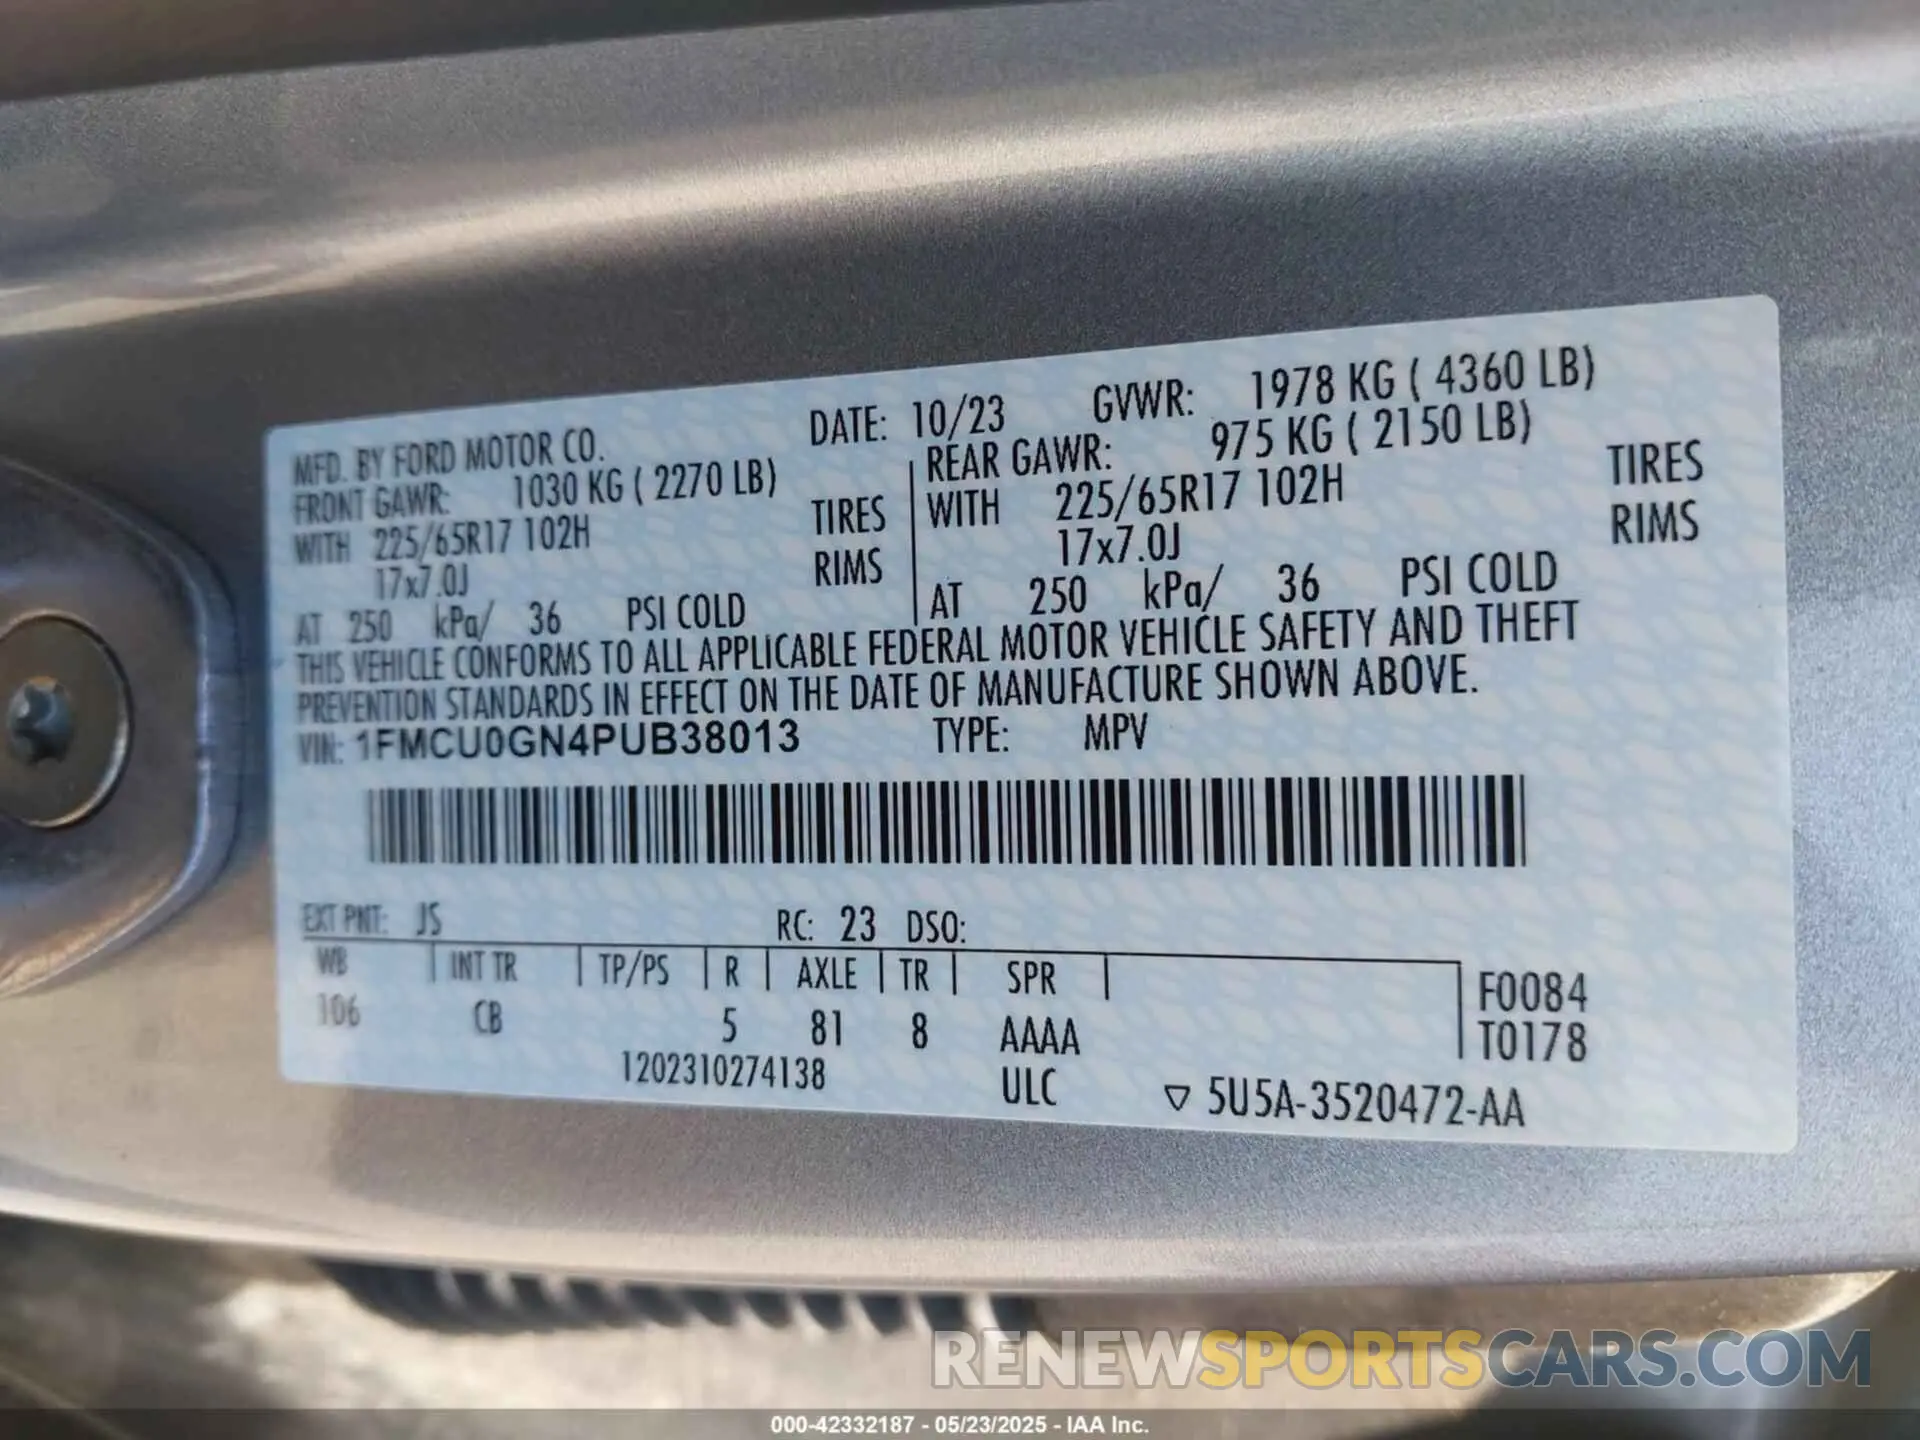 MFD. BY FORD MOTOR CO. DATE: 10/23 GVWR: 1978 KG ( 4360 LB)
FRONT GAWR: 1030 KG ( 2270 LB) REAR GAWR: 975 KG ( 2150 LB)
WITH 225/65R17 102H TIRES WITH 225/65R17 102H TIRES
17x7.0J RIMS 17x7.0J RIMS
AT 250 kPa/ 36 PSI COLD AT 250 kPa/ 36 PSI COLD
THIS VEHICLE CONFORMS TO ALL APPLICABLE FEDERAL MOTOR VEHICLE SAFETY AND THEFT
PREVENTION STANDARDS IN EFFECT ON THE DATE OF MANUFACTURE SHOWN ABOVE.
VIN: 1FMCU0GN4PUB38013 TYPE: MPV
EXT PNT: JS RC: 23 DSO:
WB INT TR TP/PS R AXLE TR SPR F0084
106 CB 5 81 8 AAAA T0178
1202310274138 ULC ▽ 5U5A-3520472-AA
RENEWSPORTSCARS.COM
000-42332187 - 05/23/2025 - IAA Inc.